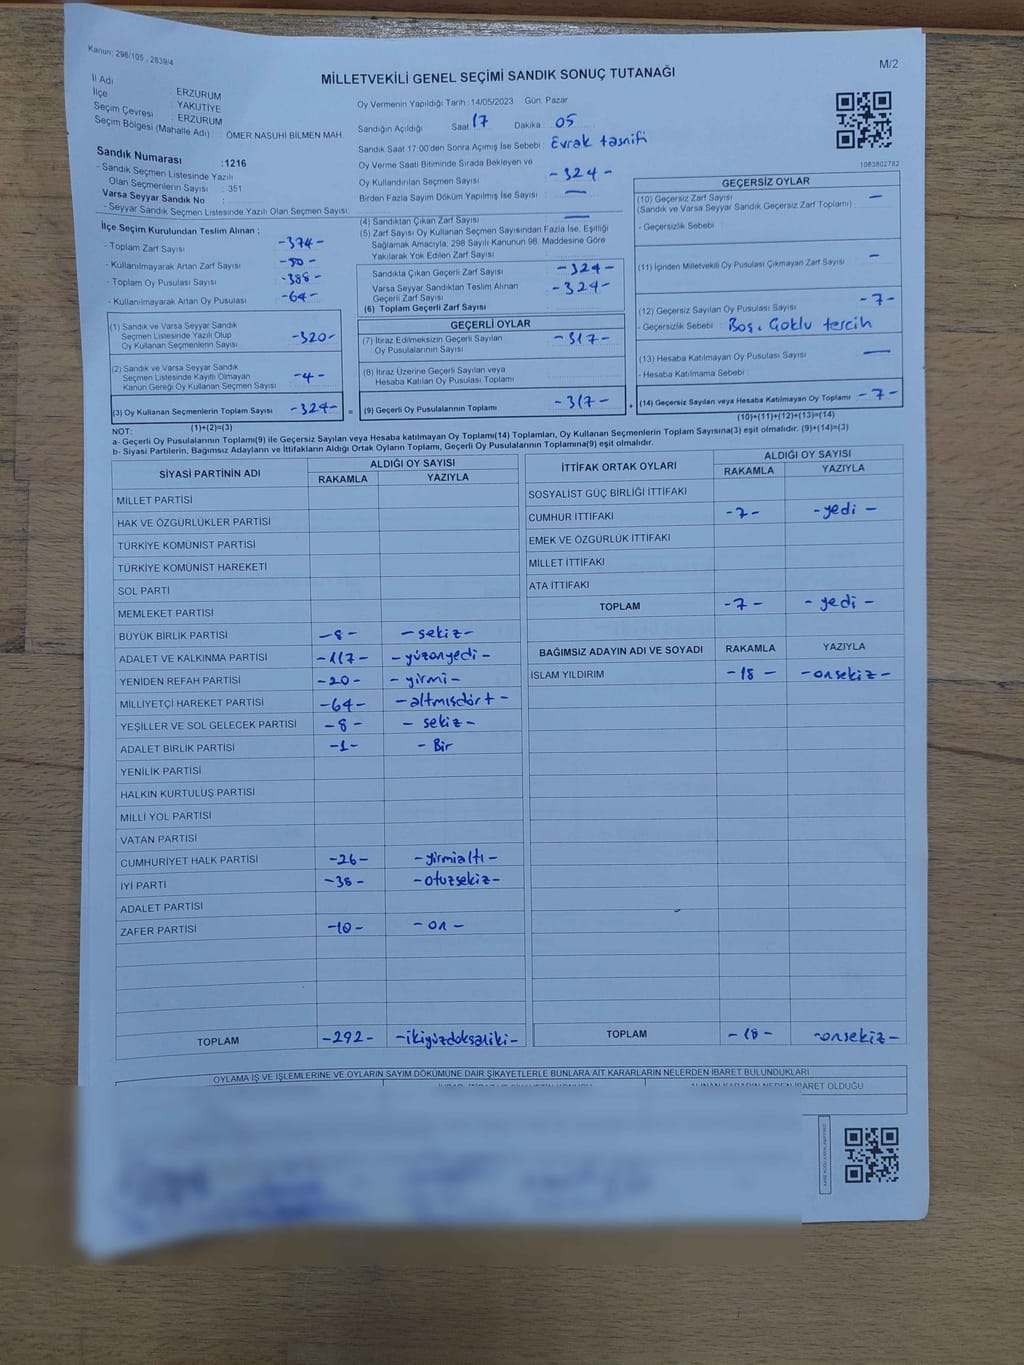 Kanun: 298/105 , 2839/4
MİLLETVEKİLİ GENEL SEÇİMİ SANDIK SONUÇ TUTANAĞI
M/2
İl Adı : ERZURUM
İlçe : YAKUTİYE
Seçim Çevresi : ERZURUM
Seçim Bölgesi (Mahalle Adı) : ÖMER NASUHİ BİLMEN MAH.
Sandık Numarası :1216
- Sandık Seçmen Listesinde Yazılı
Olan Seçmenlerin Sayısı : 351
Varsa Seyyar Sandık No :
- Seyyar Sandık Seçmen Listesinde Yazılı Olan Seçmen Sayısı:
Oy Vermenin Yapıldığı Tarih :14/05/2023 Gün: Pazar
Sandığın Açıldığı Saat : 17 Dakika : 05
Sandık Saat 17:00'den Sonra Açımış İse Sebebi : Evrak tasnifi
Oy Verme Saati Bitiminde Sırada Bekleyen ve
Oy Kullandırılan Seçmen Sayısı - 324 -
Birden Fazla Sayım Döküm Yapılmış İse Sayısı : —
1083802782
İlçe Seçim Kurulundan Teslim Alınan ;
- Toplam Zarf Sayısı -374-
- Kullanılmayarak Artan Zarf Sayısı -50-
- Toplam Oy Pusulası Sayısı -388-
- Kullanılmayarak Artan Oy Pusulası -64-
(4) Sandıktan Çıkan Zarf Sayısı —
(5) Zarf Sayısı Oy Kullanan Seçmen Sayısından Fazla İse, Eşitliği
Sağlamak Amacıyla, 298 Sayılı Kanunun 98. Maddesine Göre
Yakılarak Yok Edilen Zarf Sayısı
Sandıkta Çıkan Geçerli Zarf Sayısı -324-
Varsa Seyyar Sandıktan Teslim Alınan
Geçerli Zarf Sayısı -324-
(6) Toplam Geçerli Zarf Sayısı
GEÇERSİZ OYLAR
(10) Geçersiz Zarf Sayısı —
(Sandık ve Varsa Seyyar Sandık Geçersiz Zarf Toplamı) :
- Geçersizlik Sebebi :
(11) İçinden Milletvekili Oy Pusulası Çıkmayan Zarf Sayısı —
(12) Geçersiz Sayılan Oy Pusulası Sayısı -7-
- Geçersizlik Sebebi : Boş, Çoklu tercih
(13) Hesaba Katılmayan Oy Pusulası Sayısı —
- Hesaba Katılmama Sebebi :
(14) Geçersiz Sayılan veya Hesaba Katılmayan Oy Toplamı -7-
(10)+(11)+(12)+(13)=(14)
(1) Sandık ve Varsa Seyyar Sandık
Seçmen Listesinde Yazılı Olup
Oy Kullanan Seçmenlerin Sayısı -320-
(2) Sandık ve Varsa Seyyar Sandık
Seçmen Listesinde Kayıtlı Olmayan
Kanun Gereği Oy Kullanan Seçmen Sayısı -4-
(3) Oy Kullanan Seçmenlerin Toplam Sayısı -324-
(1)+(2)=(3)
GEÇERLİ OYLAR
(7) İtiraz Edilmeksizin Geçerli Sayılan
Oy Pusulalarının Sayısı -317-
(8) İtiraz Üzerine Geçerli Sayılan veya
Hesaba Katılan Oy Pusulası Toplamı
= (9) Geçerli Oy Pusulalarının Toplamı -317- +
NOT:
a- Geçerli Oy Pusulalarının Toplamı(9) ile Geçersiz Sayılan veya Hesaba katılmayan Oy Toplamı(14) Toplamları, Oy Kullanan Seçmenlerin Toplam Sayısına(3) eşit olmalıdır. (9)+(14)=(3)
b- Siyasi Partilerin, Bağımsız Adayların ve İttifakların Aldığı Ortak Oyların Toplamı, Geçerli Oy Pusulalarının Toplamına(9) eşit olmalıdır.
SİYASİ PARTİNİN ADI ALDIĞI OY SAYISI
RAKAMLA YAZIYLA
MİLLET PARTİSİ
HAK VE ÖZGÜRLÜKLER PARTİSİ
TÜRKİYE KOMÜNİST PARTİSİ
TÜRKİYE KOMÜNİST HAREKETİ
SOL PARTİ
MEMLEKET PARTİSİ
BÜYÜK BİRLİK PARTİSİ -8- -sekiz-
ADALET VE KALKINMA PARTİSİ -117- -yüzonyedi-
YENİDEN REFAH PARTİSİ -20- -yirmi-
MİLLİYETÇİ HAREKET PARTİSİ -64- -altmışdört-
YEŞİLLER VE SOL GELECEK PARTİSİ -8- - sekiz-
ADALET BİRLİK PARTİSİ -1- - Bir
YENİLİK PARTİSİ
HALKIN KURTULUŞ PARTİSİ
MİLLİ YOL PARTİSİ
VATAN PARTİSİ
CUMHURİYET HALK PARTİSİ -26- -yirmialtı-
İYİ PARTİ -38- -otuzsekiz-
ADALET PARTİSİ
ZAFER PARTİSİ -10- - on -
TOPLAM -292- -ikiyüzdoksaniki-
İTTİFAK ORTAK OYLARI ALDIĞI OY SAYISI
RAKAMLA YAZIYLA
SOSYALİST GÜÇ BİRLİĞİ İTTİFAKI
CUMHUR İTTİFAKI -7- -yedi -
EMEK VE ÖZGÜRLÜK İTTİFAKI
MİLLET İTTİFAKI
ATA İTTİFAKI
TOPLAM -7- - yedi -
BAĞIMSIZ ADAYIN ADI VE SOYADI RAKAMLA YAZIYLA
İSLAM YILDIRIM -18 - -onsekiz-
TOPLAM -18- -onsekiz-
OYLAMA İŞ VE İŞLEMLERİNE VE OYLARIN SAYIM DÖKÜMÜNE DAİR ŞİKAYETLERLE BUNLARA AİT KARARLARIN NELERDEN İBARET BULUNDUKLARI
ALINAN KARARIN NEDEN İBARET OLDUĞU